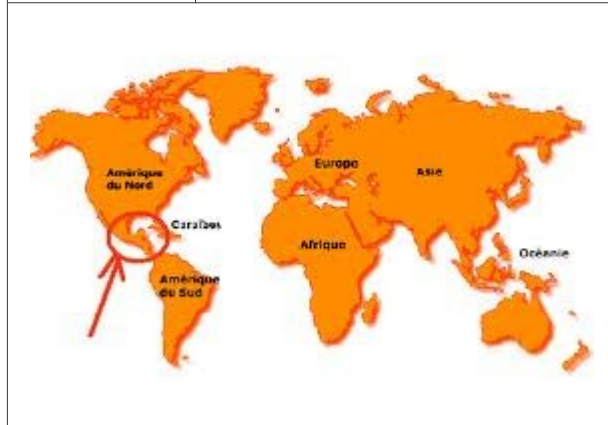 Amérique
du Nord
Europe
Asie
Caraïbes
Afrique
Océanie
Amérique
du Sud